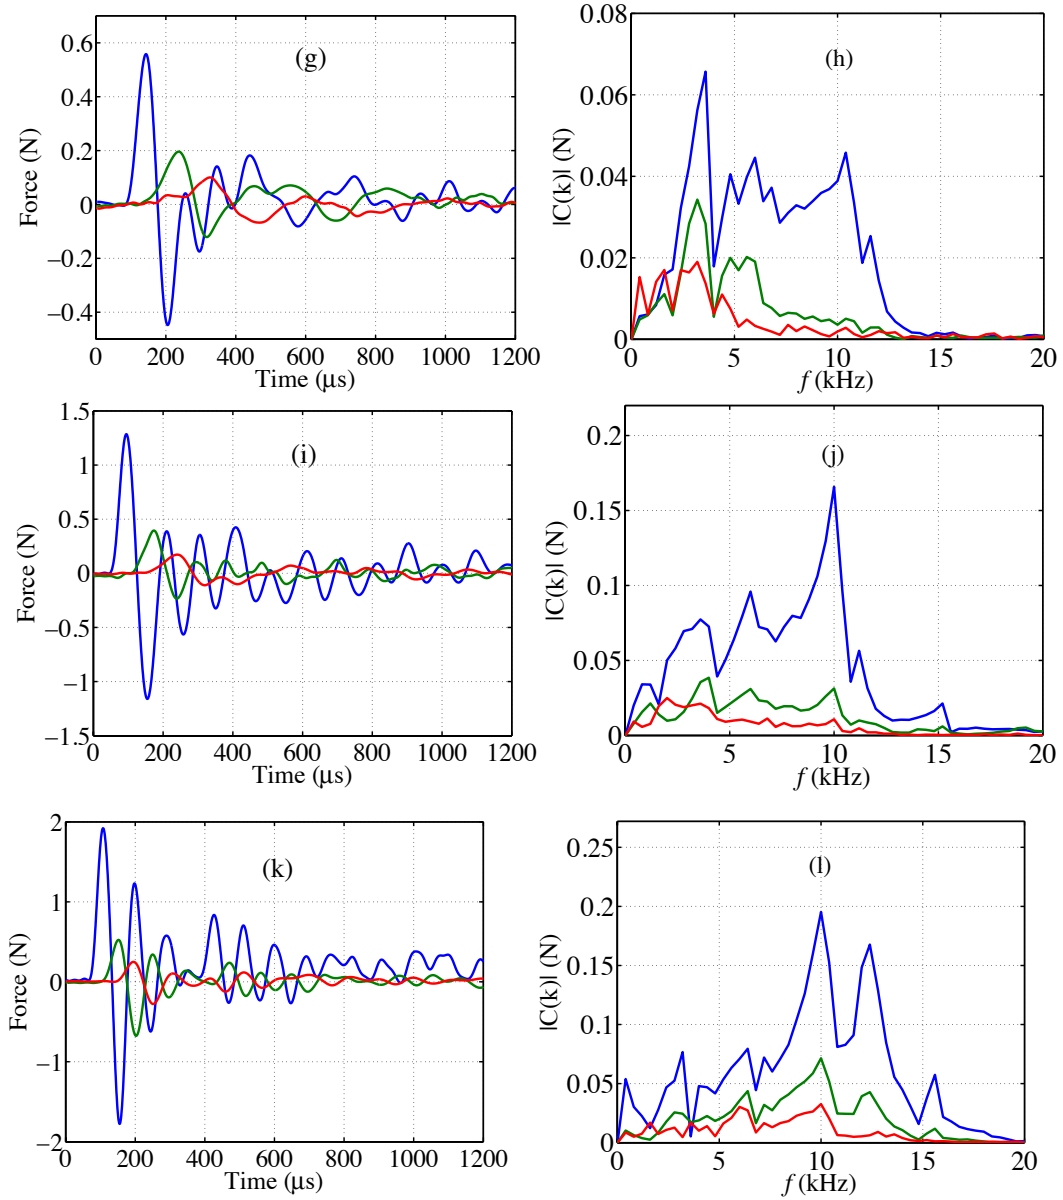 (g)
Force (N)
0.6
0.4
0.2
0
−0.2
−0.4
0 200 400 600 800 1000 1200
Time (μs)
(h)
|C(k)| (N)
0.08
0.06
0.04
0.02
0
0 5 10 15 20
f (kHz)
(i)
Force (N)
1.5
1
0.5
0
−0.5
−1
−1.5
0 200 400 600 800 1000 1200
Time (μs)
(j)
|C(k)| (N)
0.2
0.15
0.1
0.05
0
0 5 10 15 20
f (kHz)
(k)
Force (N)
2
1
0
−1
−2
0 200 400 600 800 1000 1200
Time (μs)
(l)
|C(k)| (N)
0.25
0.2
0.15
0.1
0.05
0
0 5 10 15 20
f (kHz)